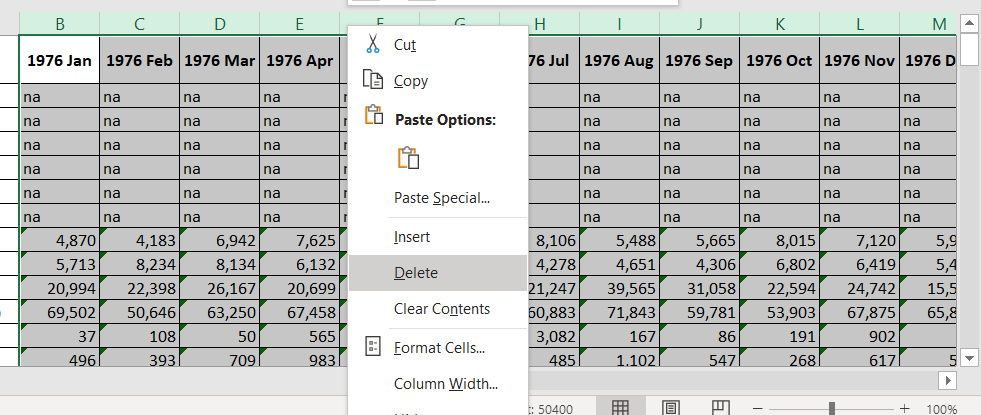 B C D E F G H I J K L M
1976 Jan 1976 Feb 1976 Mar 1976 Apr 76 Jul 1976 Aug 1976 Sep 1976 Oct 1976 Nov 1976 D
na na na na na na na na na
na na na na na na na na na
na na na na na na na na na
na na na na na na na na na
na na na na na na na na na
na na na na na na na na na
4,870 4,183 6,942 7,625 8,106 5,488 5,665 8,015 7,120 5,9
5,713 8,234 8,134 6,132 4,278 4,651 4,306 6,802 6,419 5,4
20,994 22,398 26,167 20,699 21,247 39,565 31,058 22,594 24,742 15,5
69,502 50,646 63,250 67,458 60,883 71,843 59,781 53,903 67,875 65,8
37 108 50 565 3,082 167 86 191 902
496 393 709 983 485 1,102 547 268 617 5
Cut
Copy
Paste Options:
Paste Special...
Insert
Delete
Clear Contents
Format Cells...
Column Width...
: 50400 100%